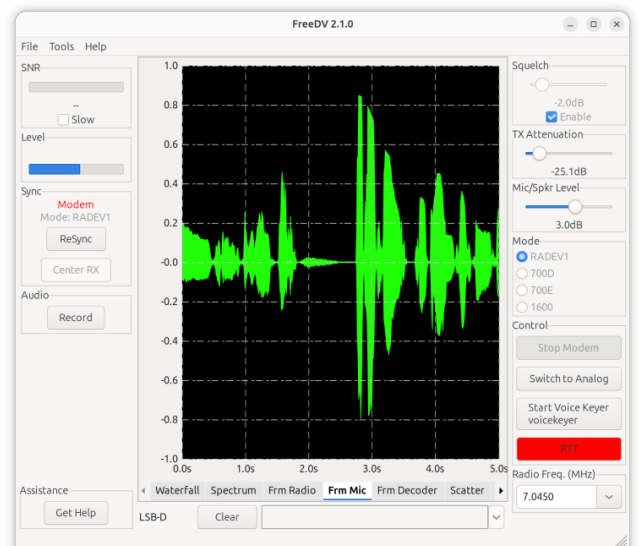 FreeDV 2.1.0
File Tools Help
SNR
--
Slow
Level
Sync
Modem
Mode: RADEV1
ReSync
Center RX
Audio
Record
Assistance
Get Help
1.0
0.8
0.6
0.4
0.2
-0.0
-0.2
-0.4
-0.6
-0.8
-1.0
0.0s 1.0s 2.0s 3.0s 4.0s 5.0s
Waterfall Spectrum Frm Radio Frm Mic Frm Decoder Scatter
LSB-D
Clear
Squelch
-2.0dB
Enable
TX Attenuation
-25.1dB
Mic/Spkr Level
3.0dB
Mode
RADEV1
700D
700E
1600
Control
Stop Modem
Switch to Analog
Start Voice Keyer
voicekeyer
PTT
Radio Freq. (MHz)
7.0450